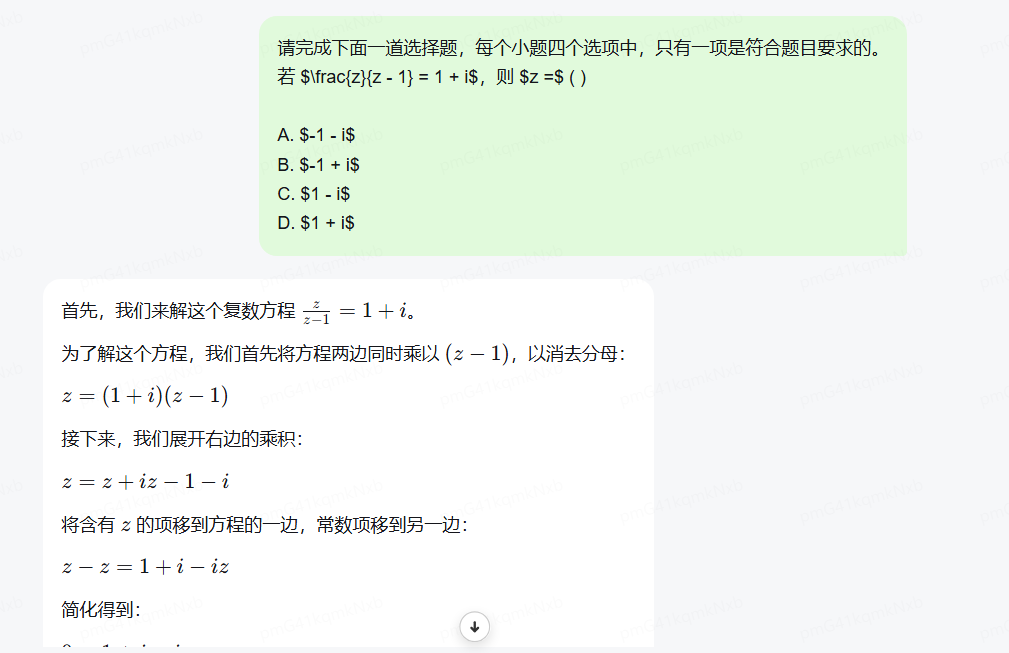 请完成下面一道选择题，每个小题四个选项中，只有一项是符合题目要求的。
若 $\frac{z}{z - 1} = 1 + i$，则 $z =$ ( )
A. $-1 - i$
B. $-1 + i$
C. $1 - i$
D. $1 + i$
首先，我们来解这个复数方程 z/(z−1) = 1 + i。
为了解这个方程，我们首先将方程两边同时乘以 (z − 1)，以消去分母：
z = (1 + i)(z − 1)
接下来，我们展开右边的乘积：
z = z + iz − 1 − i
将含有 z 的项移到方程的一边，常数项移到另一边：
z − z = 1 + i − iz
简化得到：